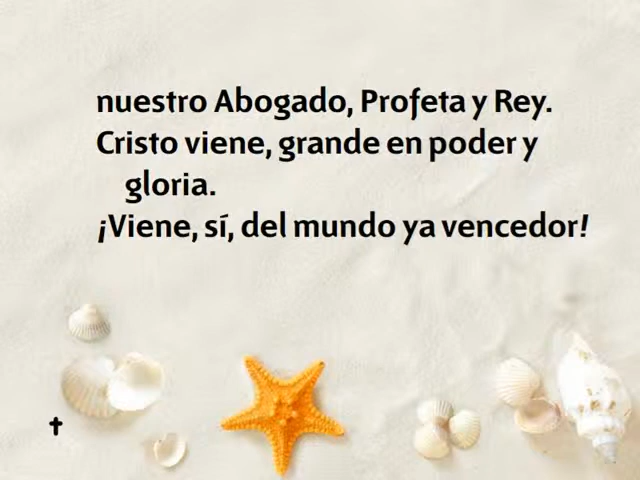 nuestro Abogado, Profeta y Rey.
Cristo viene, grande en poder y
gloria.
¡Viene, sí, del mundo ya vencedor!